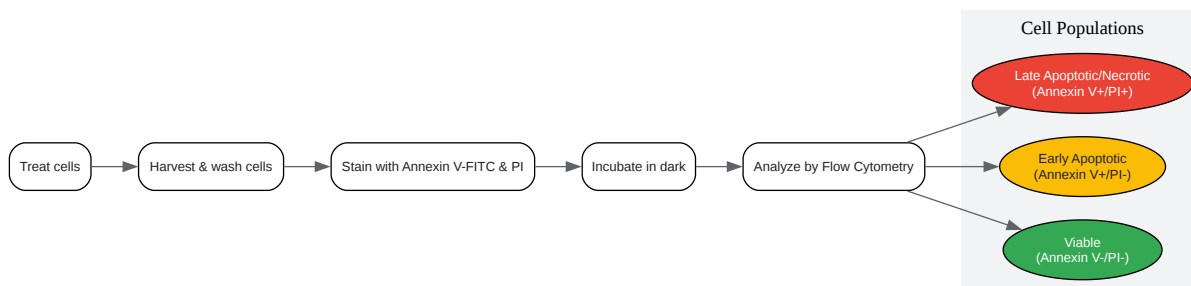 Cell Populations
Late Apoptotic/Necrotic
(Annexin V+/PI+)
Treat cells
Harvest & wash cells
Stain with Annexin V-FITC & PI
Incubate in dark
Analyze by Flow Cytometry
Early Apoptotic
(Annexin V+/PI-)
Viable
(Annexin V-/PI-)